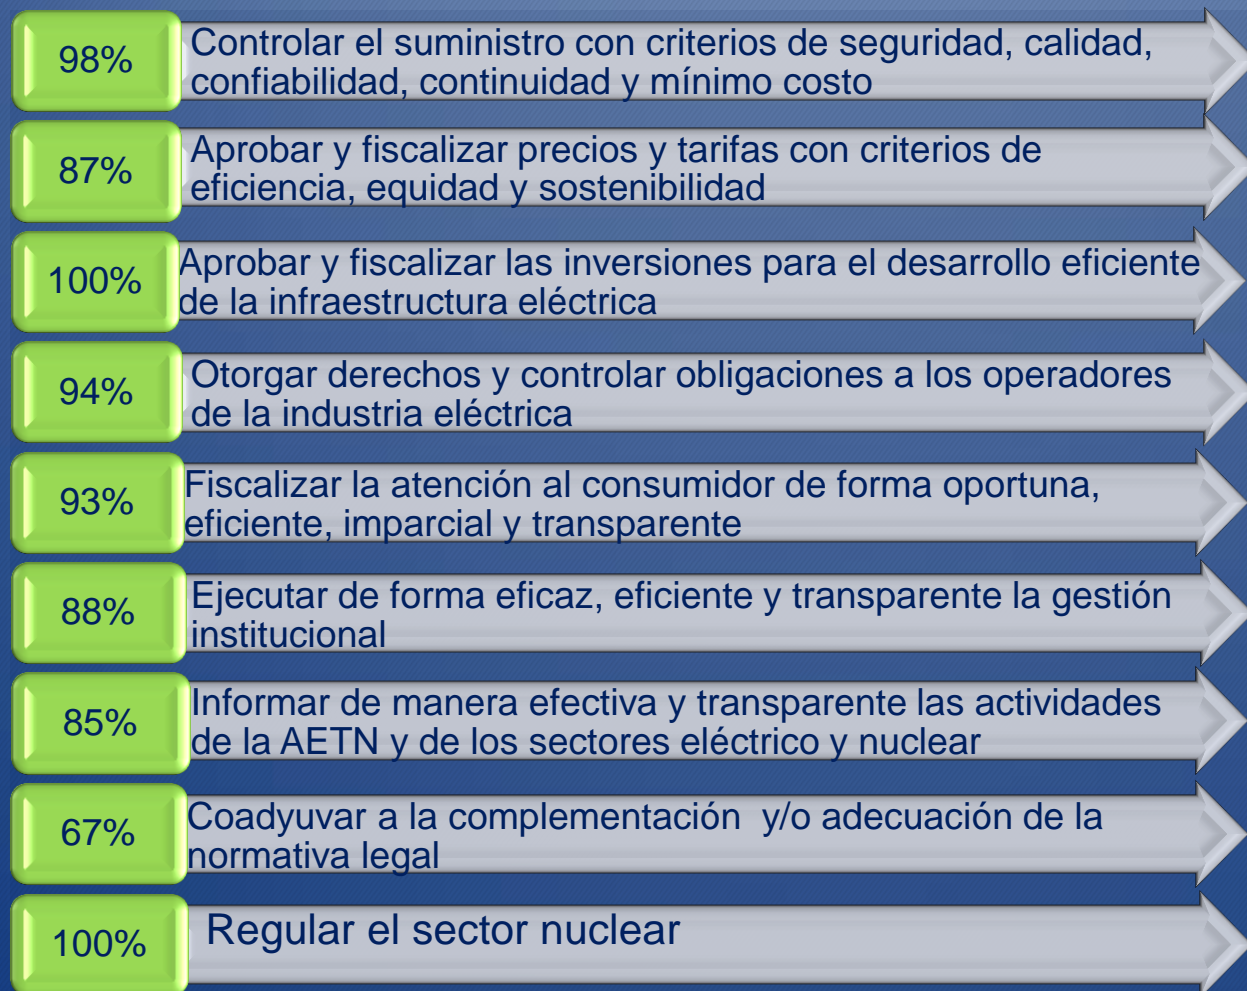 98%
Controlar el suministro con criterios de seguridad, calidad,
confiabilidad, continuidad y mínimo costo
87%
Aprobar y fiscalizar precios y tarifas con criterios de
eficiencia, equidad y sostenibilidad
100%
Aprobar y fiscalizar las inversiones para el desarrollo eficiente
de la infraestructura eléctrica
94%
Otorgar derechos y controlar obligaciones a los operadores
de la industria eléctrica
93%
Fiscalizar la atención al consumidor de forma oportuna,
eficiente, imparcial y transparente
88%
Ejecutar de forma eficaz, eficiente y transparente la gestión
institucional
85%
Informar de manera efectiva y transparente las actividades
de la AETN y de los sectores eléctrico y nuclear
67%
Coadyuvar a la complementación  y/o adecuación de la
normativa legal
100%
Regular el sector nuclear